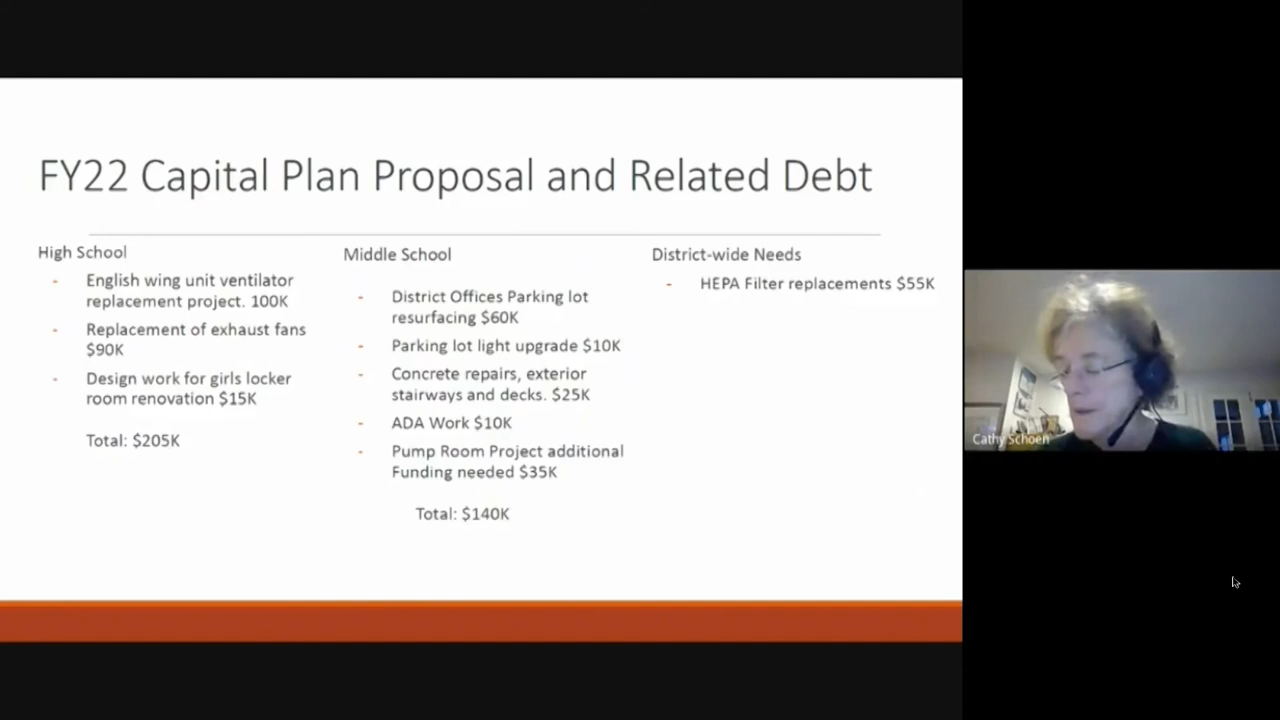 FY22 Capital Plan Proposal and Related Debt
High School
- English wing unit ventilator
replacement project. 100K
- Replacement of exhaust fans
$90K
- Design work for girls locker
room renovation $15K
Total: $205K
Middle School
- District Offices Parking lot
resurfacing $60K
- Parking lot light upgrade $10K
- Concrete repairs, exterior
stairways and decks. $25K
- ADA Work $10K
- Pump Room Project additional
Funding needed $35K
Total: $140K
District-wide Needs
- HEPA Filter replacements $55K
Cathy Schoen